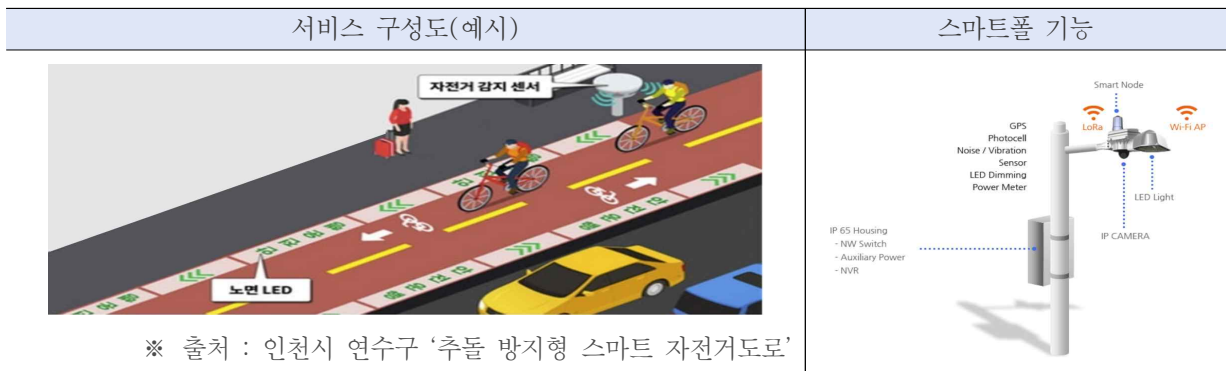 서비스 구성도(예시)
스마트폴 기능
자전거 감지 센서
노면 LED
※ 출처 : 인천시 연수구 ‘추돌 방지형 스마트 자전거도로’
Smart Node
LoRa
Wi-Fi AP
GPS
Photocell
Noise / Vibration
Sensor
LED Dimming
Power Meter
LED Light
IP CAMERA
IP 65 Housing
- NW Switch
- Auxiliary Power
- NVR